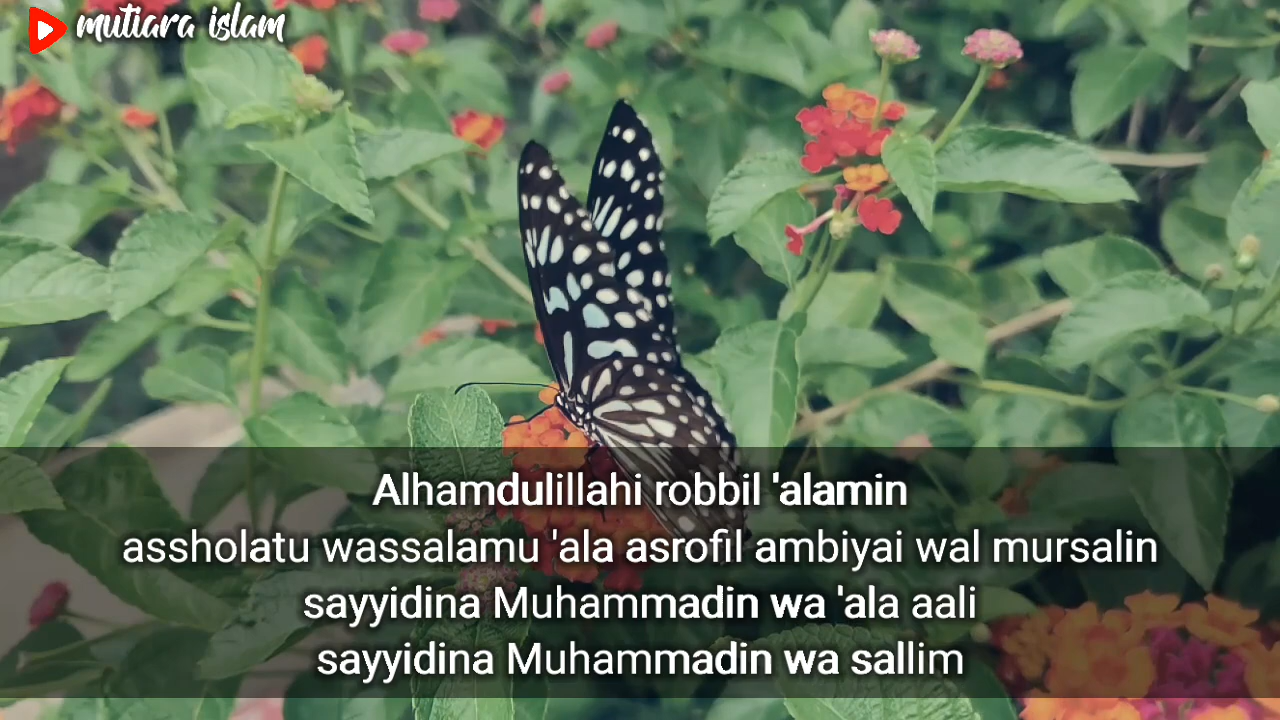 mutiara islam
Alhamdulillahi robbil 'alamin
assholatu wassalamu 'ala asrofil ambiyai wal mursalin
sayyidina Muhammadin wa 'ala aali
sayyidina Muhammadin wa sallim